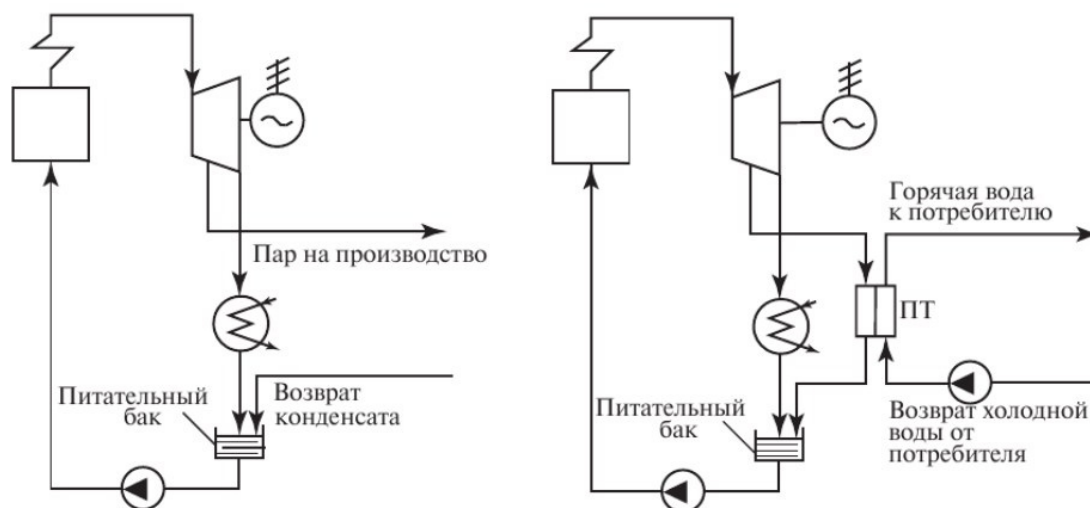 Пар на производство
Возврат
конденсата
Питательный
бак
Горячая вода
к потребителю
ПТ
Возврат холодной
воды от
потребителя
Питательный
бак